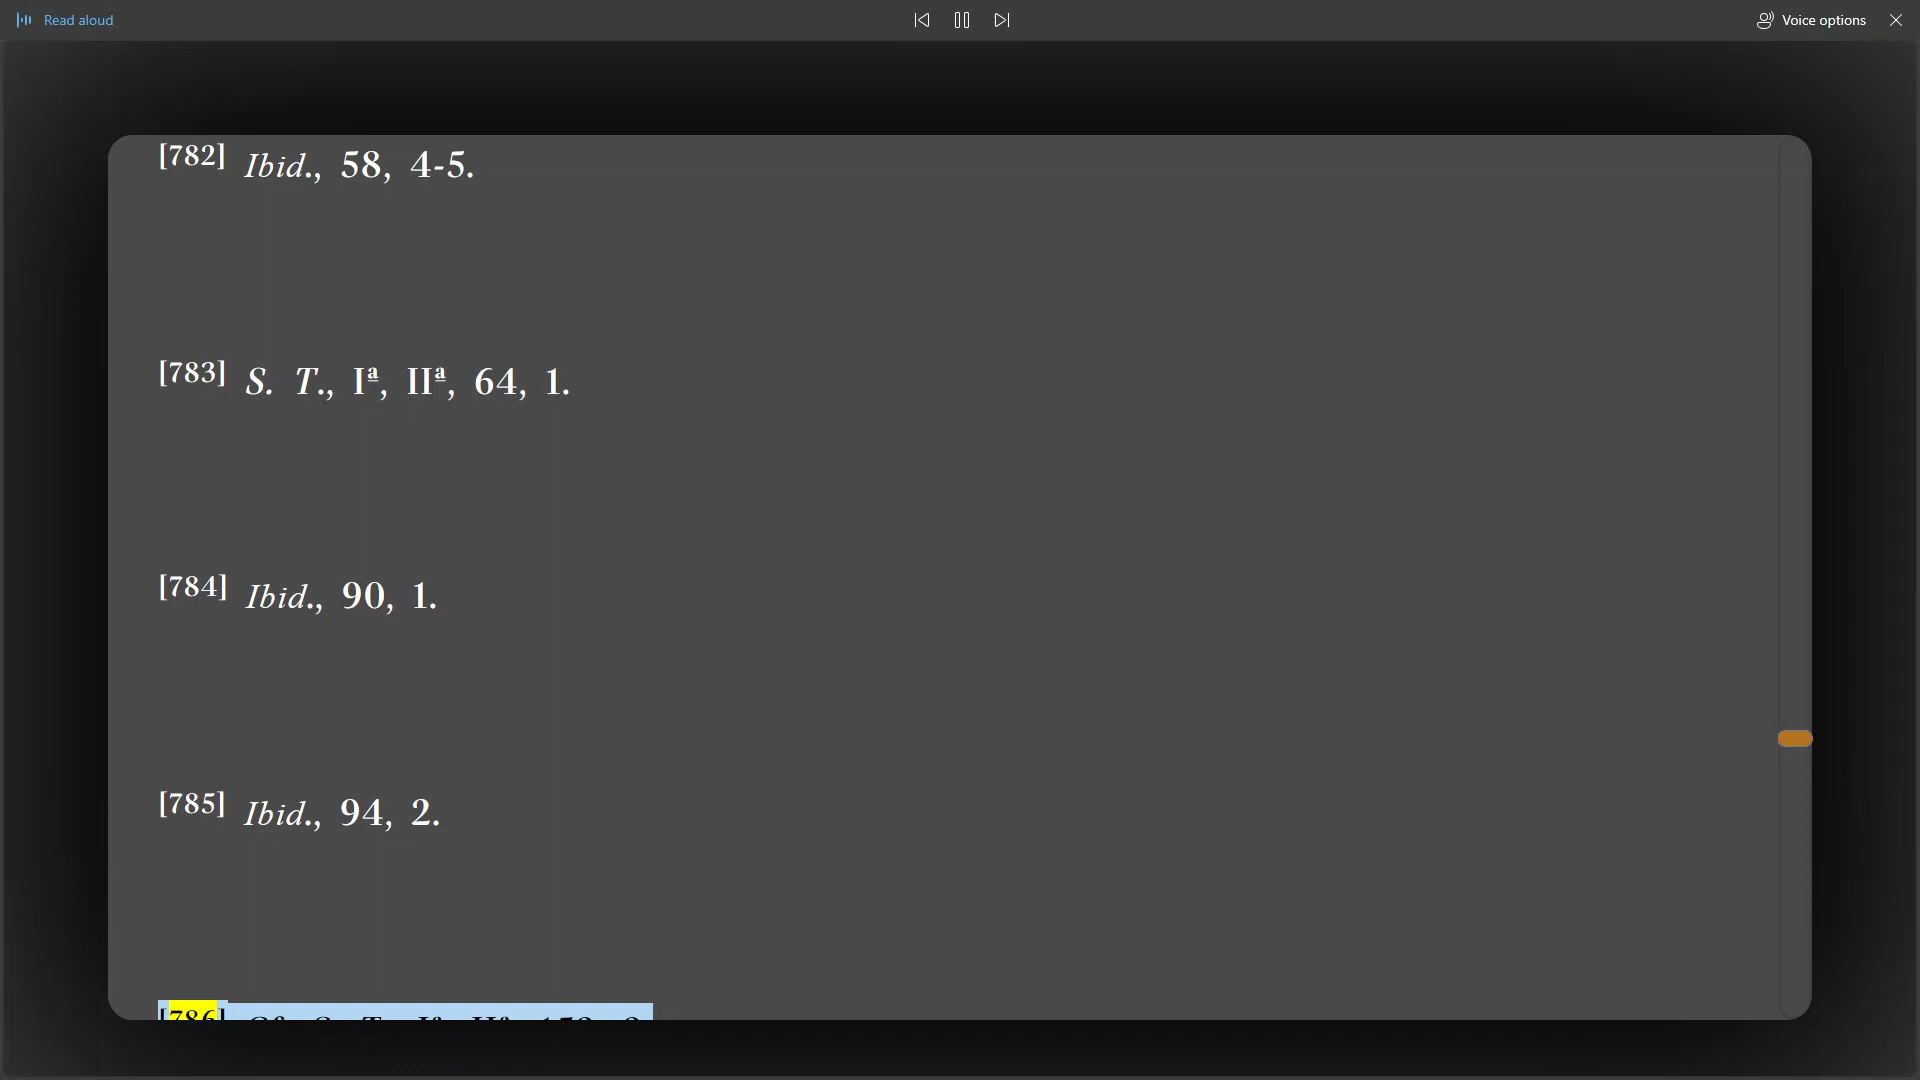 Read aloud
Voice options
[782] Ibid., 58, 4-5.
[783] S. T., Iª, IIª, 64, 1.
[784] Ibid., 90, 1.
[785] Ibid., 94, 2.
[786]